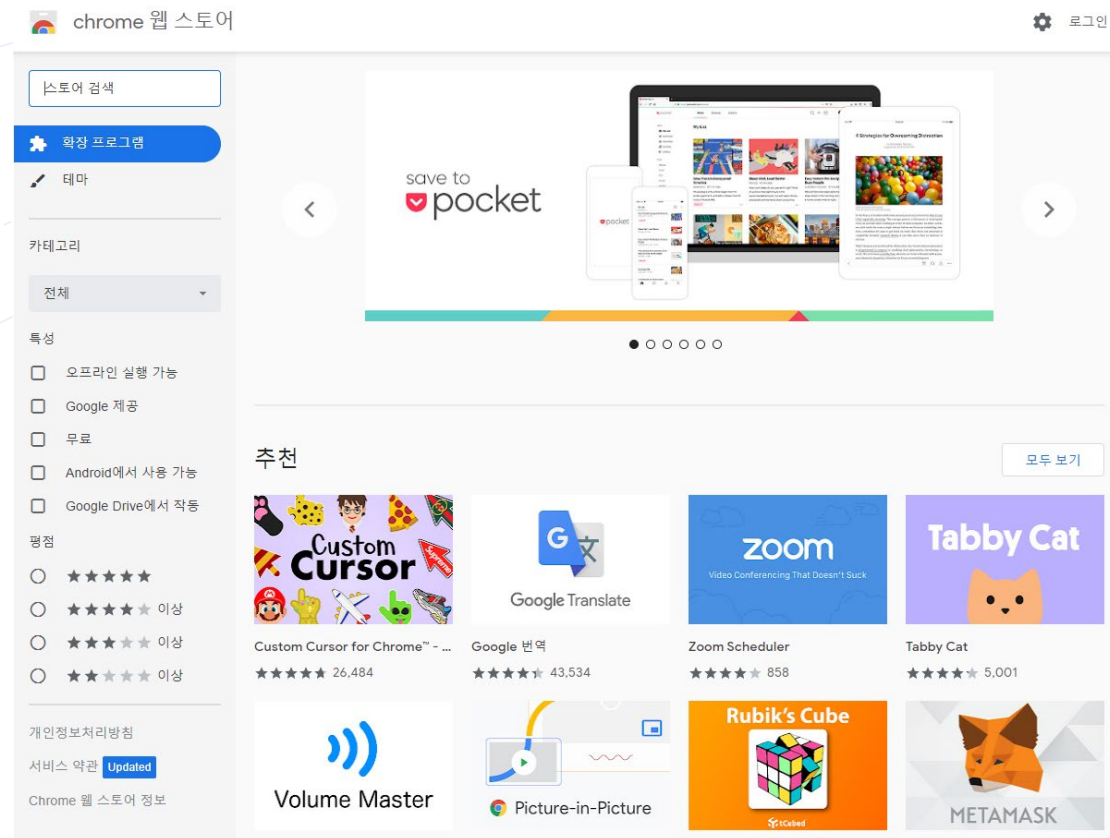 chrome 웹 스토어
로그인
스토어 검색
확장 프로그램
테마
카테고리
전체
특성
오프라인 실행 가능
Google 제공
무료
Android에서 사용 가능
Google Drive에서 작동
평점
이상
이상
이상
개인정보처리방침
서비스 약관 Updated
Chrome 웹 스토어 정보
save to
pocket
pocket
추천
모두 보기
Custom
Cursor
Supreme
Custom Cursor for Chrome™ - ...
26,484
G
Google Translate
Google 번역
43,534
zoom
Video Conferencing That Doesn't Suck
Zoom Scheduler
858
Tabby Cat
Tabby Cat
5,001
Volume Master
Picture-in-Picture
Rubik's Cube
tCubed
METAMASK